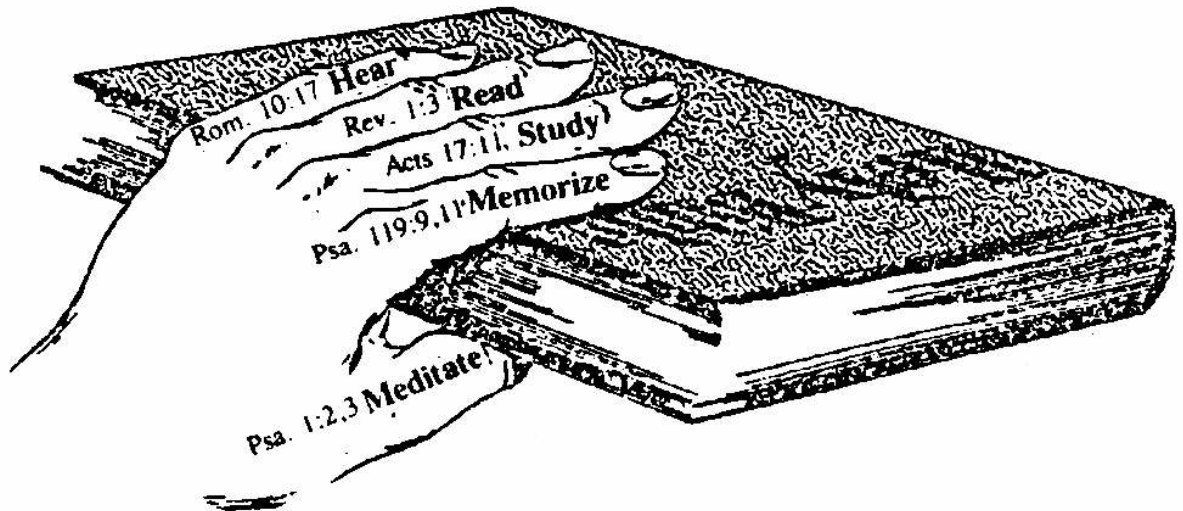 Rom. 10:17 Hear
Rev. 1:3 Read
Acts 17:11, Study
Psa. 119:9,11 Memorize
Psa. 1:2,3 Meditate